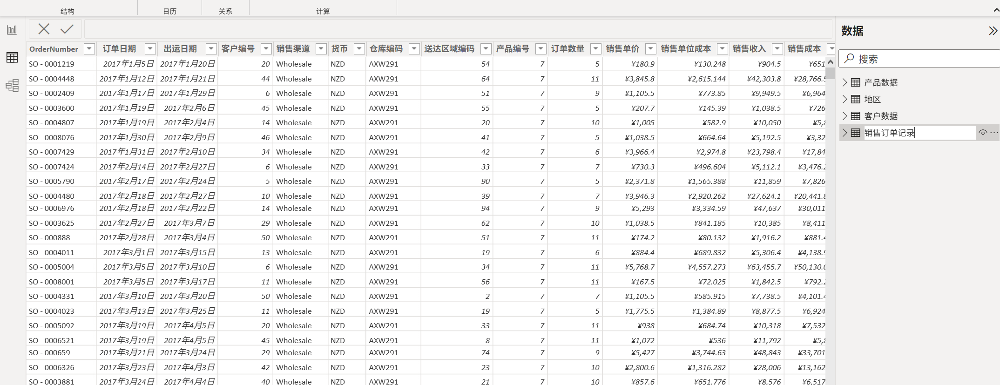 结构 日历 关系 计算
数据
搜索
产品数据
地区
客户数据
销售订单记录
OrderNumber 订单日期 出运日期 客户编号 销售渠道 货币 仓库编码 送达区域编码 产品编号 订单数量 销售单价 销售单位成本 销售收入 销售成本
SO - 0001219 2017年1月5日 2017年1月20日 20 Wholesale NZD AXW291 54 7 5 ¥180.9 ¥130.248 ¥904.5 ¥651
SO - 0004448 2017年1月12日 2017年1月21日 44 Wholesale NZD AXW291 64 7 11 ¥3,845.8 ¥2,615.144 ¥42,303.8 ¥28,766.5
SO - 0002409 2017年1月17日 2017年1月29日 6 Wholesale NZD AXW291 51 7 9 ¥1,105.5 ¥773.85 ¥9,949.5 ¥6,964
SO - 0003600 2017年1月19日 2017年2月6日 45 Wholesale NZD AXW291 55 7 5 ¥207.7 ¥145.39 ¥1,038.5 ¥726
SO - 0004807 2017年1月19日 2017年2月4日 14 Wholesale NZD AXW291 20 7 10 ¥1,005 ¥582.9 ¥10,050 ¥5,8
SO - 0008076 2017年1月30日 2017年2月9日 46 Wholesale NZD AXW291 41 7 5 ¥1,038.5 ¥664.64 ¥5,192.5 ¥3,32
SO - 0007429 2017年1月31日 2017年2月10日 34 Wholesale NZD AXW291 42 7 6 ¥3,966.4 ¥2,974.8 ¥23,798.4 ¥17,84
SO - 0007424 2017年2月14日 2017年2月27日 6 Wholesale NZD AXW291 33 7 7 ¥730.3 ¥496.604 ¥5,112.1 ¥3,476.2
SO - 0005790 2017年2月17日 2017年2月24日 5 Wholesale NZD AXW291 90 7 5 ¥2,371.8 ¥1,565.388 ¥11,859 ¥7,826
SO - 0004480 2017年2月18日 2017年2月27日 10 Wholesale NZD AXW291 39 7 7 ¥3,946.3 ¥2,920.262 ¥27,624.1 ¥20,441.8
SO - 0006976 2017年2月18日 2017年2月22日 14 Wholesale NZD AXW291 94 7 9 ¥5,293 ¥3,334.59 ¥47,637 ¥30,011
SO - 0003625 2017年2月27日 2017年3月7日 29 Wholesale NZD AXW291 62 7 10 ¥1,038.5 ¥841.185 ¥10,385 ¥8,411
SO - 000888 2017年2月28日 2017年3月4日 50 Wholesale NZD AXW291 51 7 11 ¥174.2 ¥80.132 ¥1,916.2 ¥881.4
SO - 0004011 2017年3月1日 2017年3月15日 13 Wholesale NZD AXW291 19 7 6 ¥884.4 ¥689.832 ¥5,306.4 ¥4,138.9
SO - 0005004 2017年3月5日 2017年3月10日 6 Wholesale NZD AXW291 34 7 11 ¥5,768.7 ¥4,557.273 ¥63,455.7 ¥50,130.0
SO - 0008001 2017年3月5日 2017年3月17日 11 Wholesale NZD AXW291 56 7 11 ¥167.5 ¥72.025 ¥1,842.5 ¥792.2
SO - 0004331 2017年3月10日 2017年3月20日 50 Wholesale NZD AXW291 2 7 7 ¥1,105.5 ¥585.915 ¥7,738.5 ¥4,101.4
SO - 0004023 2017年3月13日 2017年3月25日 11 Wholesale NZD AXW291 19 7 5 ¥1,775.5 ¥1,384.89 ¥8,877.5 ¥6,924
SO - 0005092 2017年3月19日 2017年4月5日 20 Wholesale NZD AXW291 33 7 11 ¥938 ¥684.74 ¥10,318 ¥7,532
SO - 0006521 2017年3月19日 2017年4月5日 45 Wholesale NZD AXW291 8 7 11 ¥1,072 ¥536 ¥11,792 ¥5,8
SO - 000659 2017年3月21日 2017年3月24日 29 Wholesale NZD AXW291 74 7 9 ¥5,427 ¥3,744.63 ¥48,843 ¥33,701
SO - 0006326 2017年3月23日 2017年4月3日 42 Wholesale NZD AXW291 23 7 10 ¥2,800.6 ¥1,316.282 ¥28,006 ¥13,162
SO - 0003881 2017年3月24日 2017年4月4日 40 Wholesale NZD AXW291 21 7 10 ¥857.6 ¥651.776 ¥8,576 ¥6,517